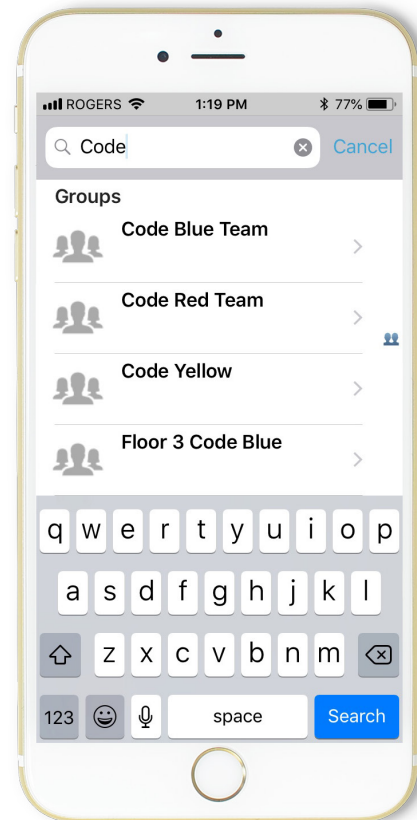 ROGERS 1:19 PM 77%
Code Cancel
Groups
Code Blue Team
Code Red Team
Code Yellow
Floor 3 Code Blue
q w e r t y u i o p
a s d f g h j k l
z x c v b n m
123 space Search